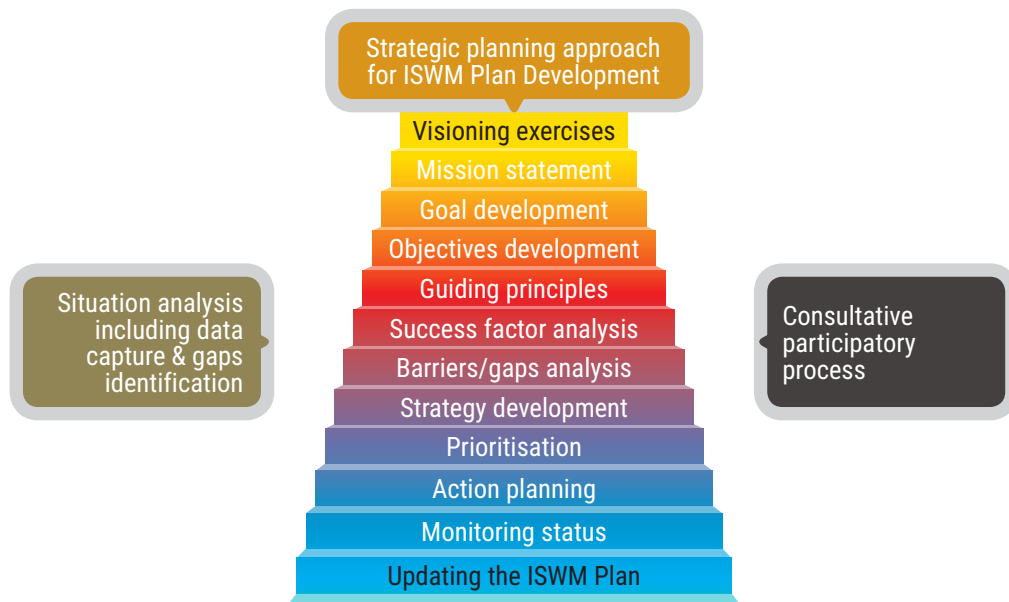 Strategic planning approach
for ISWM Plan Development
Visioning exercises
Mission statement
Goal development
Objectives development
Guiding principles
Success factor analysis
Barriers/gaps analysis
Strategy development
Prioritisation
Action planning
Monitoring status
Updating the ISWM Plan
Situation analysis
including data
capture & gaps
identification
Consultative
participatory
process